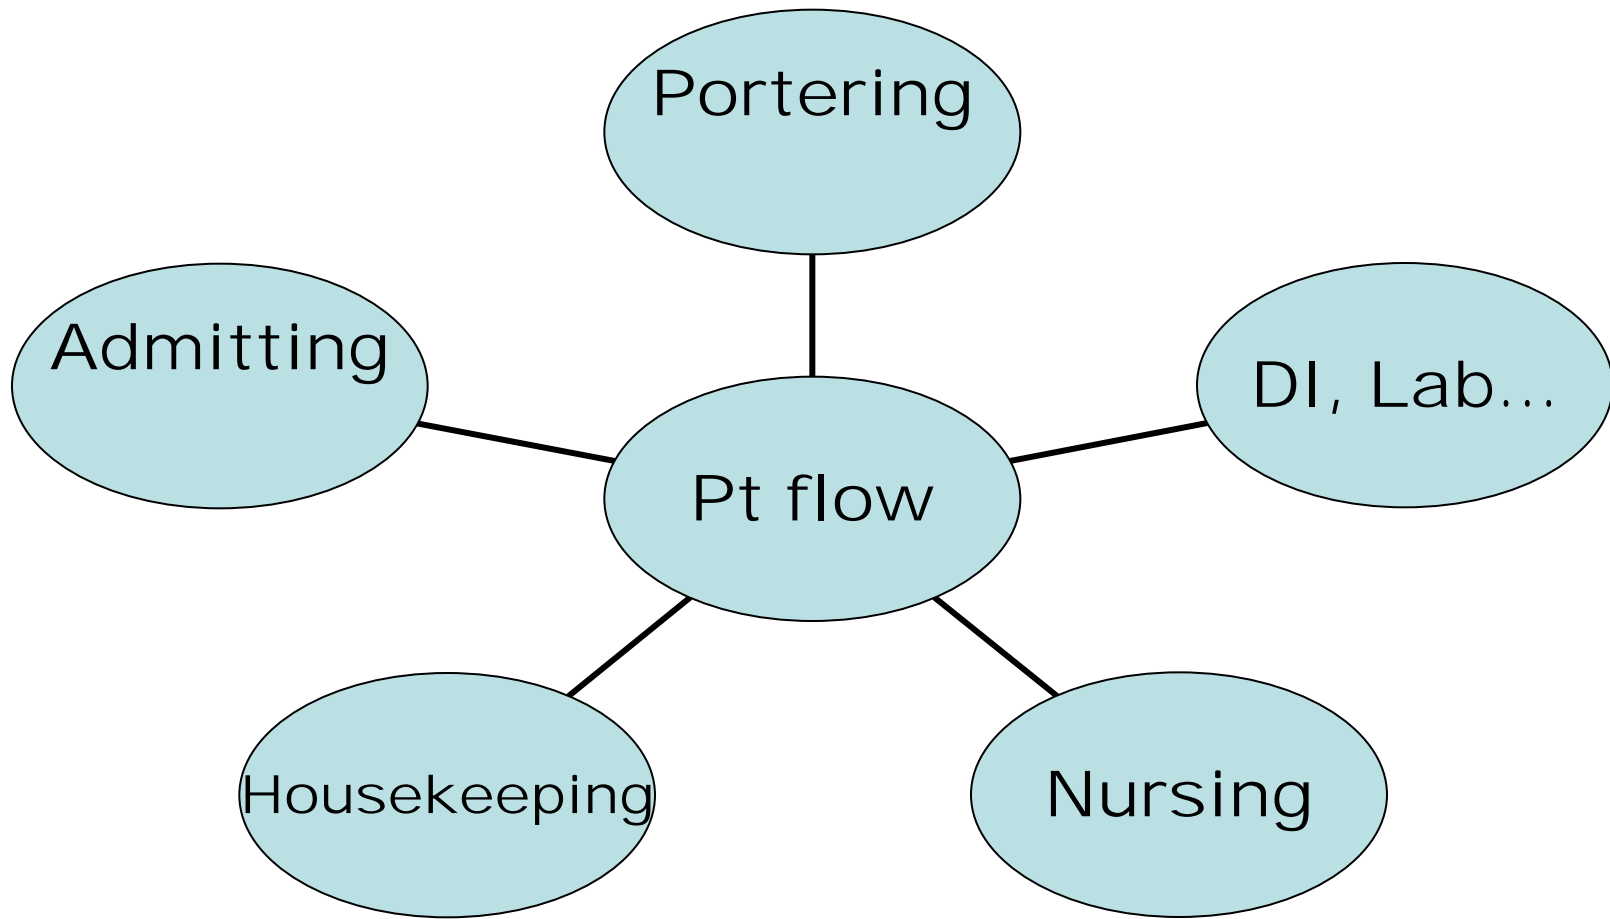 Portering
Admitting
DI, Lab...
Pt flow
Housekeeping
Nursing